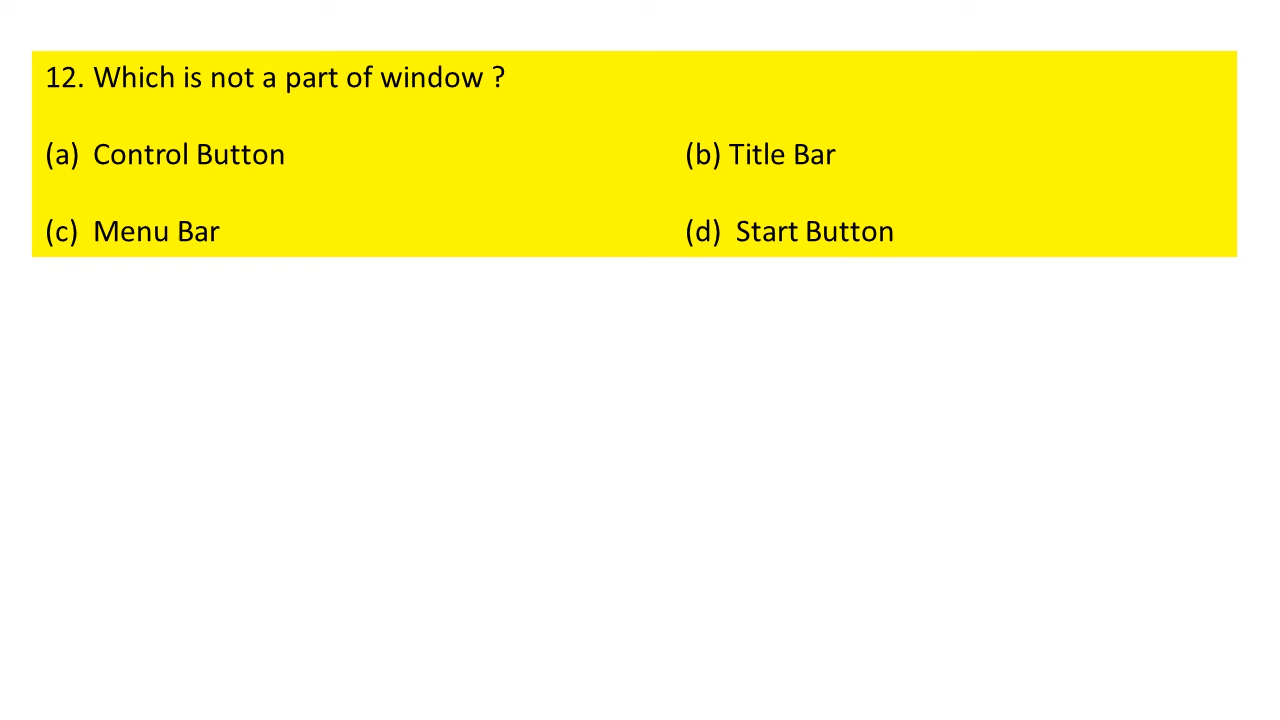 12. Which is not a part of window ?
(a) Control Button (b) Title Bar
(c) Menu Bar (d) Start Button